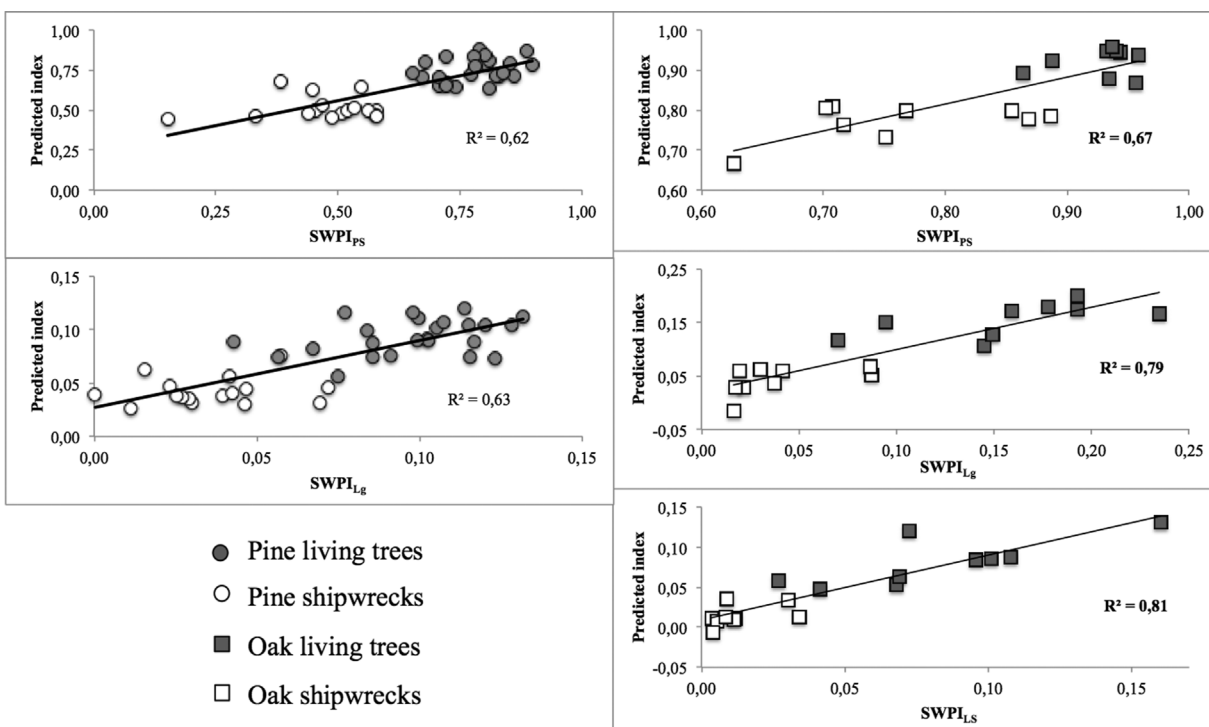 Predicted index
1,00
0,75
0,50
0,25
0,00
0,00 0,25 0,50 0,75 1,00
SWPI_PS
R² = 0,62
Predicted index
1,00
0,90
0,80
0,70
0,60
0,60 0,70 0,80 0,90 1,00
SWPI_PS
R² = 0,67
Predicted index
0,15
0,10
0,05
0,00
0,00 0,05 0,10 0,15
SWPI_Lg
R² = 0,63
Predicted index
0,25
0,15
0,05
-0,05
0,00 0,05 0,10 0,15 0,20 0,25
SWPI_Lg
R² = 0,79
Predicted index
0,15
0,10
0,05
0,00
-0,05
0,00 0,05 0,10 0,15
SWPI_LS
R² = 0,81
Pine living trees
Pine shipwrecks
Oak living trees
Oak shipwrecks